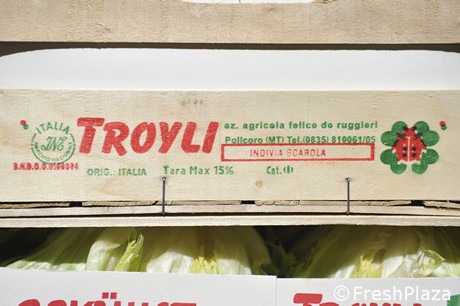 ITALIA
TROYLI
az. agricola felice de ruggieri
Policoro (MT) Tel.(0835) 810061/05
INDIVIA SCAROLA
ORIG.: ITALIA Tara Max 15% Cat. I
©FreshPlaza